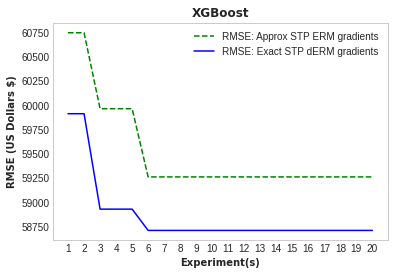 XGBoost
RMSE: Approx STP ERM gradients
RMSE: Exact STP dERM gradients
RMSE (US Dollars $)
60750
60500
60250
60000
59750
59500
59250
59000
58750
1 2 3 4 5 6 7 8 9 10 11 12 13 14 15 16 17 18 19 20
Experiment(s)